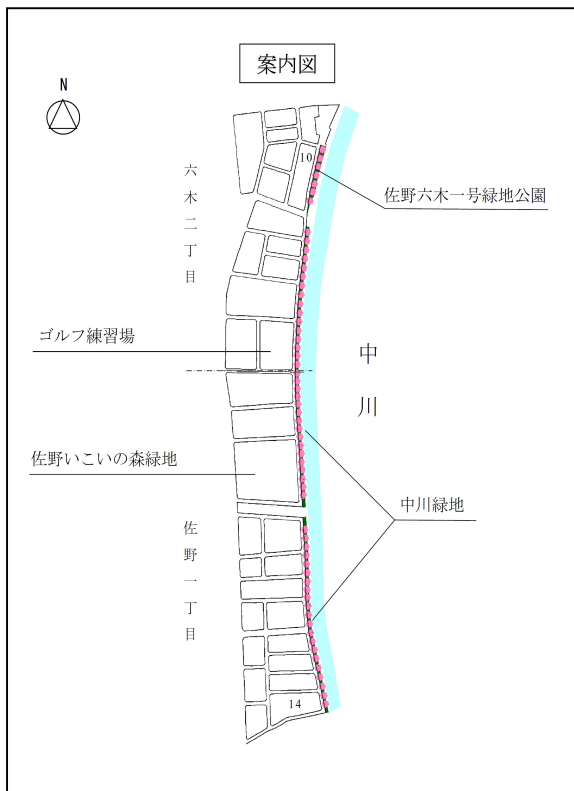 案内図
N
10
六木二丁目
佐野六木一号緑地公園
ゴルフ練習場
中川
佐野いこいの森緑地
中川緑地
佐野一丁目
14